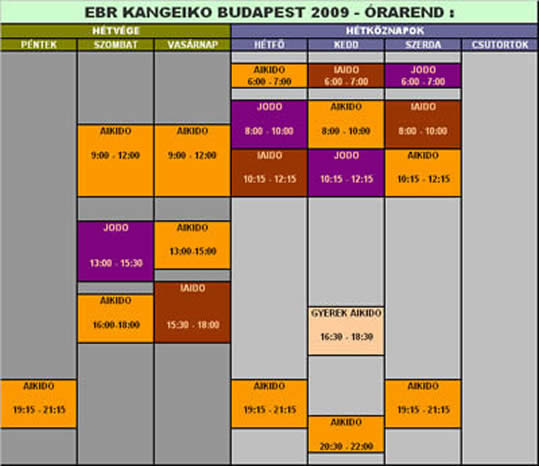 EBR KANGEIKO BUDAPEST 2009 - ÓRAREND :
HÉTVÉGE
HÉTKÖZNAPOK
PÉNTEK
SZOMBAT
VASÁRNAP
HÉTFŐ
KEDD
SZERDA
CSÜTÖRTÖK
AIKIDO
6:00 - 7:00
IAIDO
6:00 - 7:00
JODO
6:00 - 7:00
JODO
8:00 - 10:00
AIKIDO
8:00 - 10:00
IAIDO
8:00 - 10:00
AIKIDO
9:00 - 12:00
AIKIDO
9:00 - 12:00
IAIDO
10:15 - 12:15
JODO
10:15 - 12:15
AIKIDO
10:15 - 12:15
JODO
13:00 - 15:30
AIKIDO
13:00-15:00
IAIDO
15:30 - 18:00
AIKIDO
16:00-18:00
GYEREK AIKIDO
16:30 - 18:30
AIKIDO
19:15 - 21:15
AIKIDO
19:15 - 21:15
AIKIDO
19:15 - 21:15
AIKIDO
20:30 - 22:00